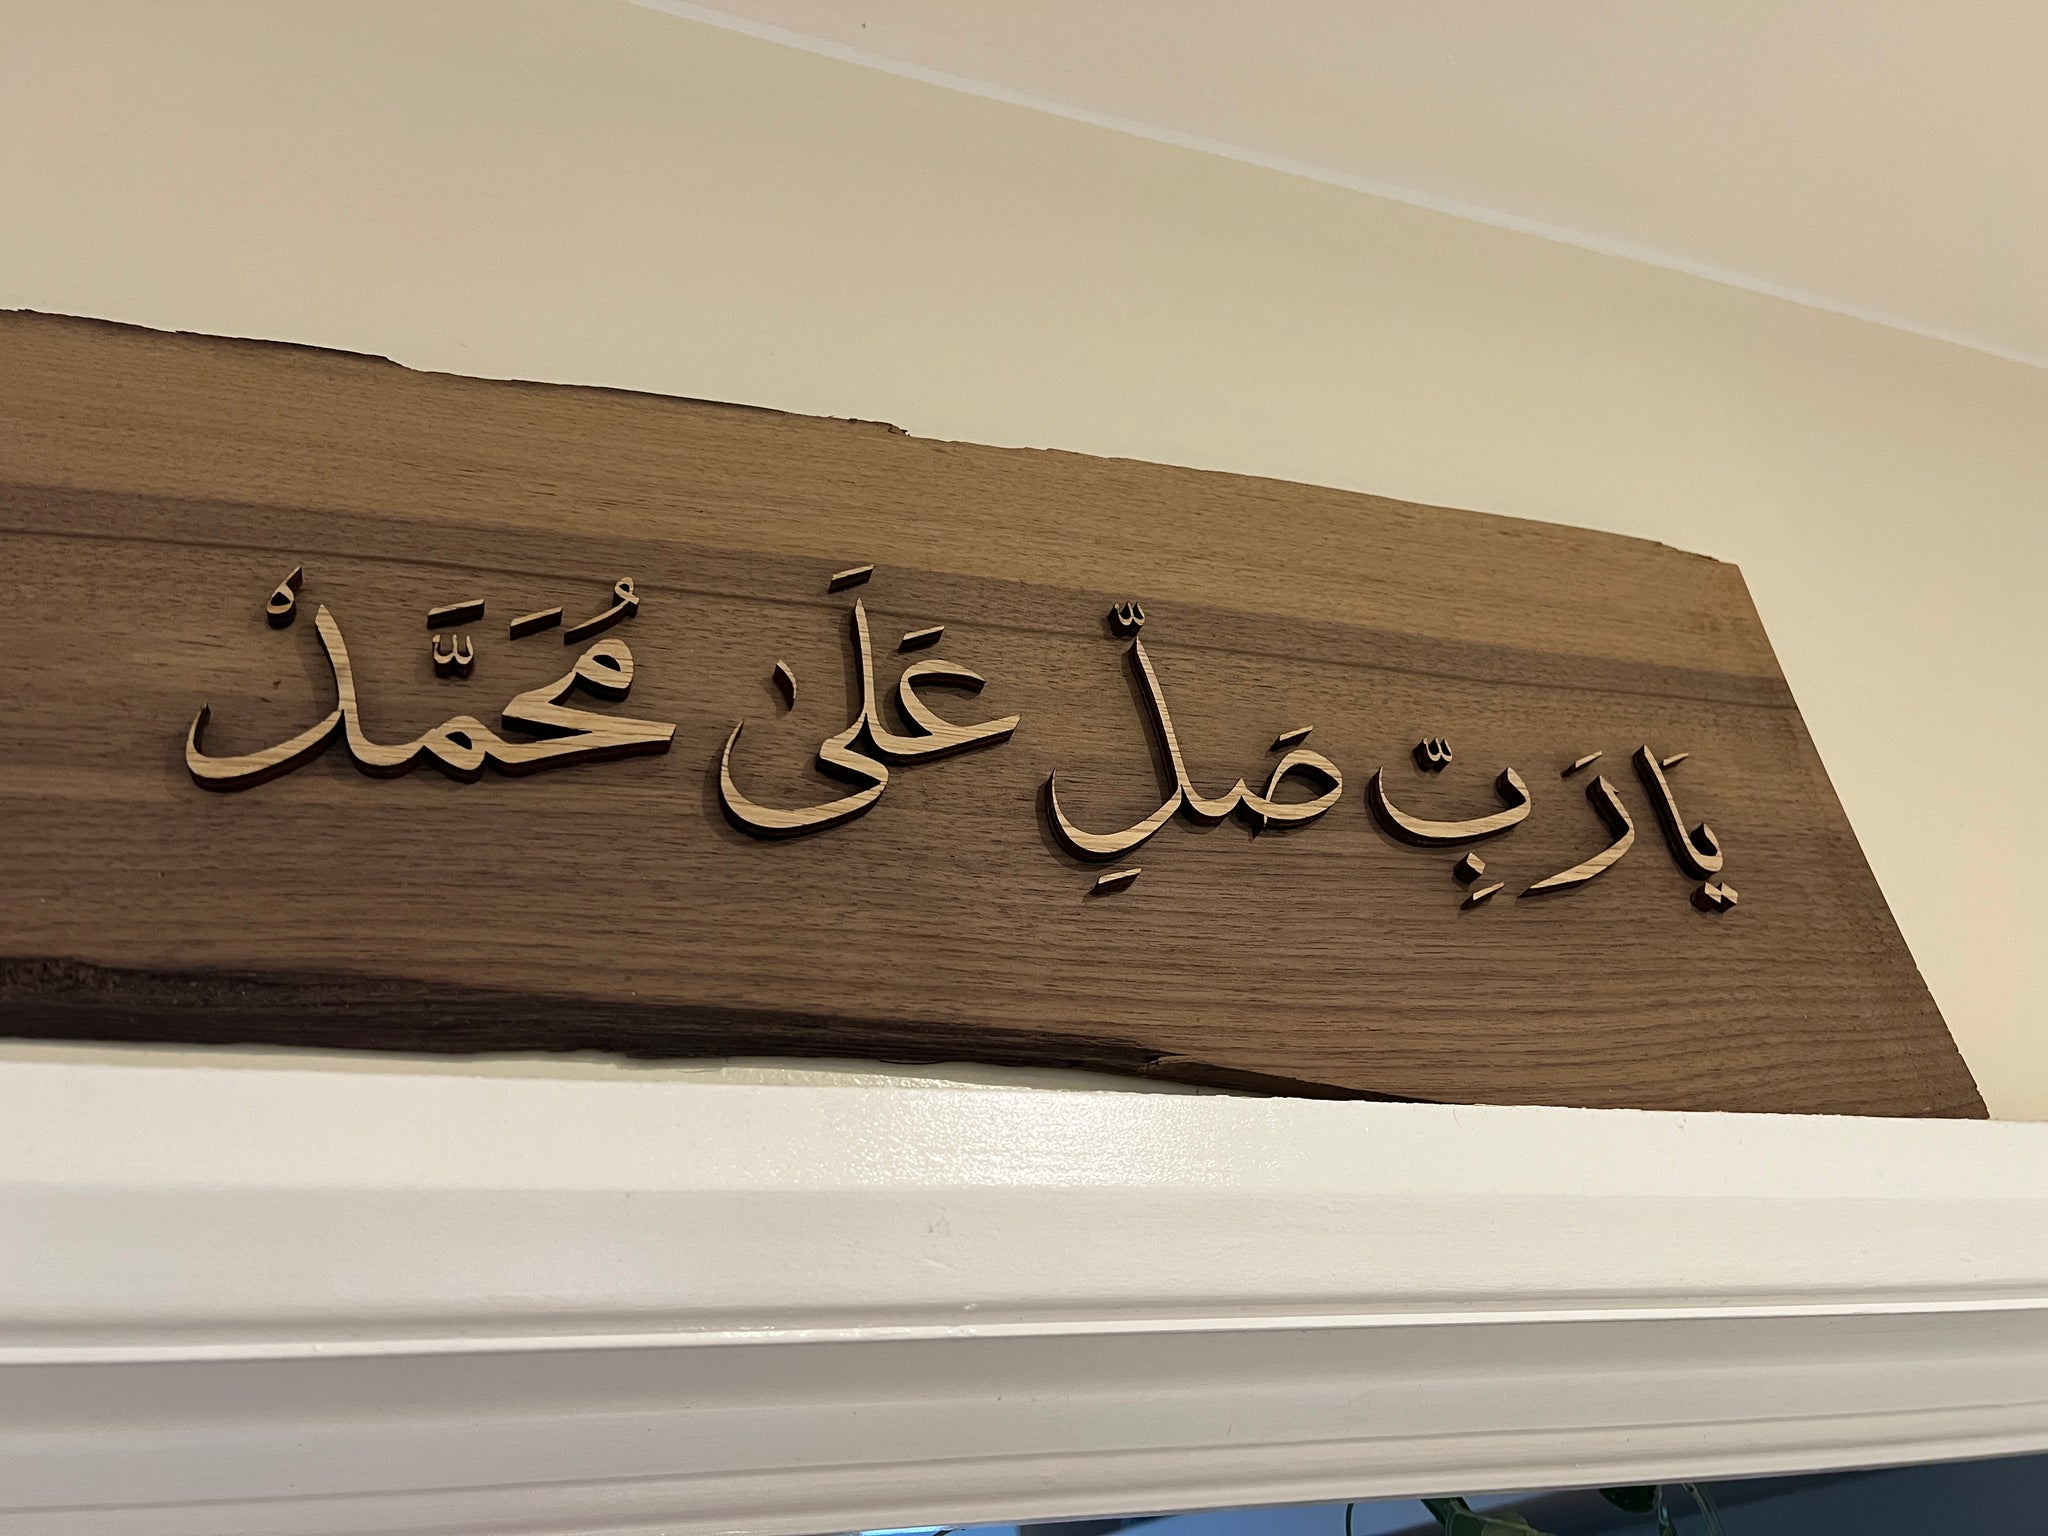 يَا رَبِّ صَلِّ عَلَىٰ مُحَمَّدْ